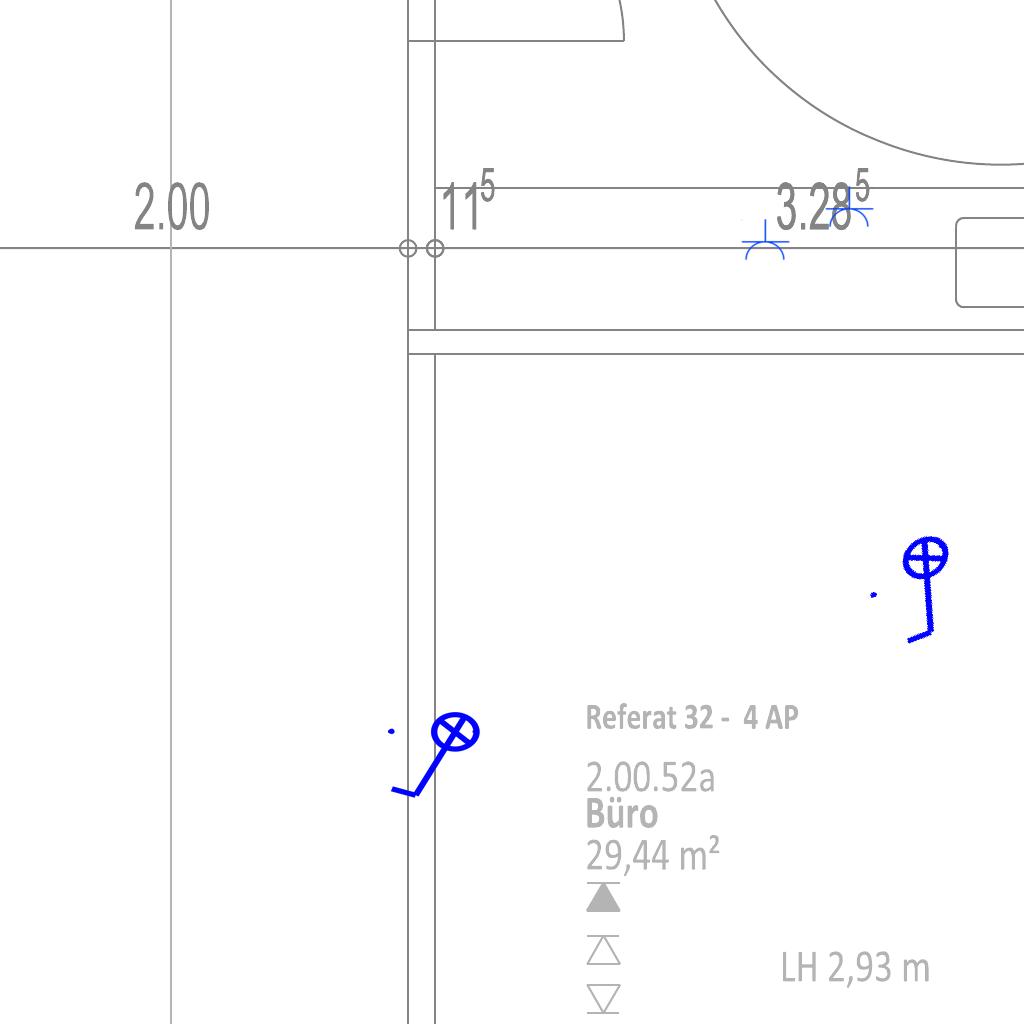 2.00
11⁵
3.28⁵
Referat 32 - 4 AP
2.00.52a
Büro
29,44 m²
LH 2,93 m